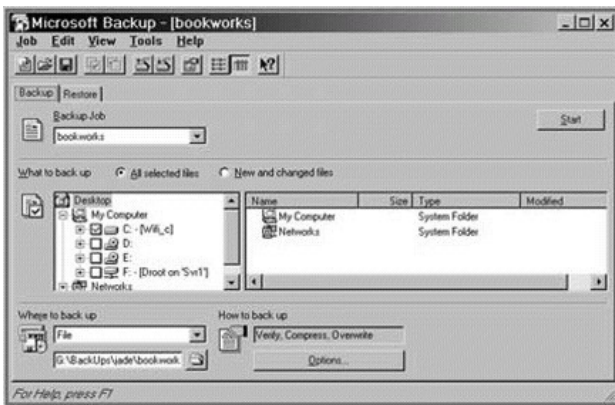 Microsoft Backup - [bookworks]
Job Edit View Tools Help
Backup Restore
Backup Job
bookworks
Start
What to back up All selected files New and changed files
Desktop
My Computer
C: - [Wifi_c]
D:
E:
F: - [Droot on 'Svr1']
Networks
Name Size Type Modified
My Computer System Folder
Networks System Folder
Where to back up
File
G:\BackUps\jade\bookwork
How to back up
Verify, Compress, Overwrite
Options...
For Help, press F1